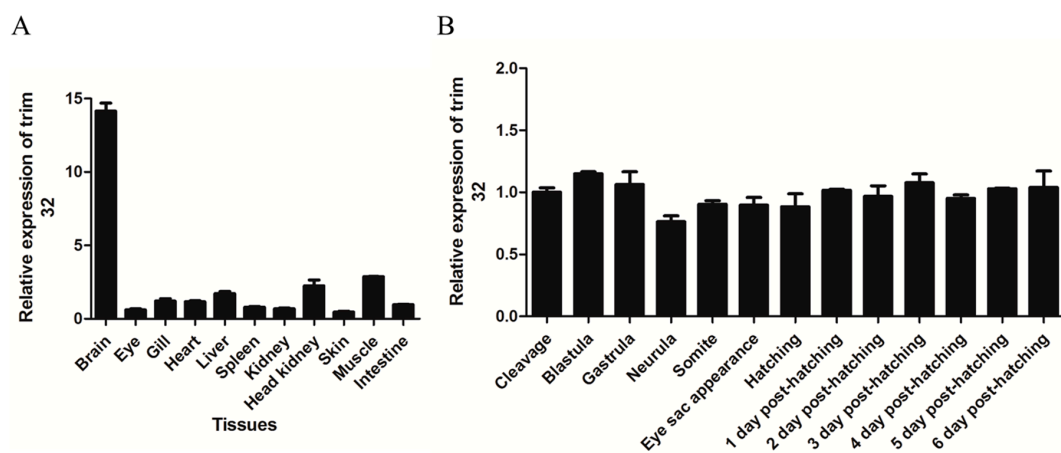 A
B
Relative expression of trim
32
15
10
5
0
Brain
Eye
Gill
Heart
Liver
Spleen
Kidney
Head kidney
Skin
Muscle
Intestine
Tissues
Relative expression of trim
32
2.0
1.5
1.0
0.5
0.0
Cleavage
Blastula
Gastrula
Neurula
Somite
Eye sac appearance
Hatching
1 day post-hatching
2 day post-hatching
3 day post-hatching
4 day post-hatching
5 day post-hatching
6 day post-hatching